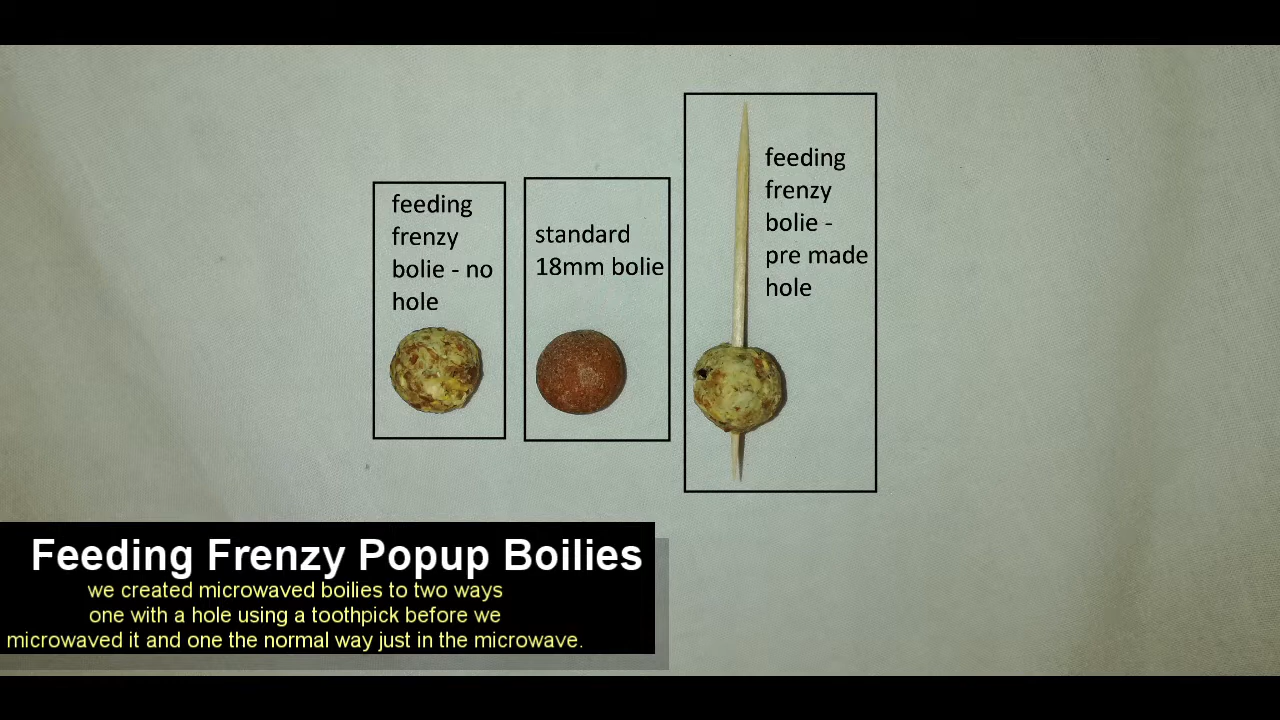 feeding
frenzy
bolie - no
hole
standard
18mm bolie
feeding
frenzy
bolie -
pre made
hole
Feeding Frenzy Popup Boilies
we created microwaved boilies to two ways
one with a hole using a toothpick before we
microwaved it and one the normal way just in the microwave.